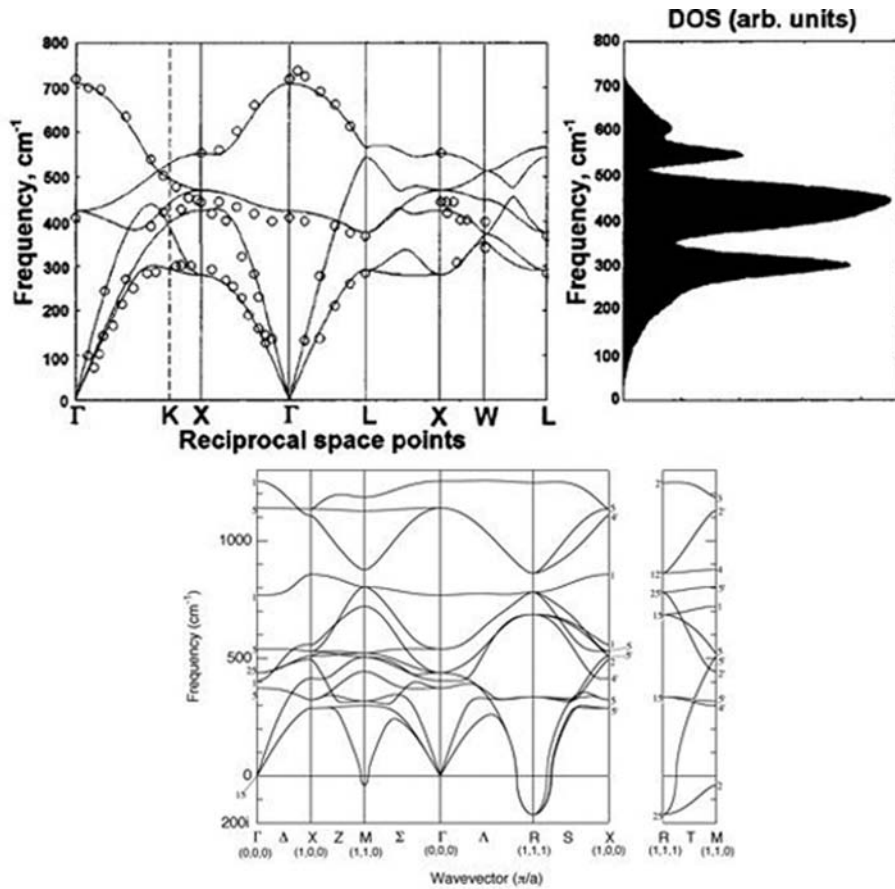 DOS (arb. units)
800
700
600
500
400
300
200
100
0
Frequency, cm-1
Γ K X Γ L X W L
Reciprocal space points
800
700
600
500
400
300
200
100
0
Frequency, cm-1
1000
500
0
200i
Frequency (cm-1)
15
Γ Δ X Z M Σ Γ Λ R S X
(0,0,0) (1,0,0) (1,1,0) (0,0,0) (1,1,1) (1,0,0)
R T M
(1,1,1) (1,1,0)
Wavevector (π/a)